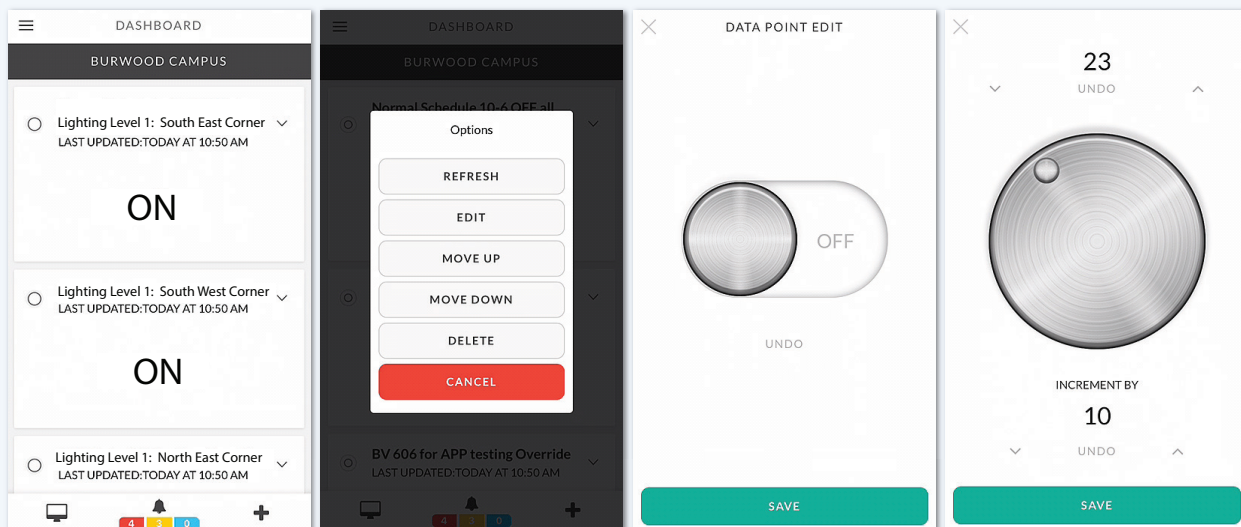 DASHBOARD
BURWOOD CAMPUS
Lighting Level 1: South East Corner
LAST UPDATED:TODAY AT 10:50 AM
ON
Lighting Level 1: South West Corner
LAST UPDATED:TODAY AT 10:50 AM
ON
Lighting Level 1: North East Corner
LAST UPDATED:TODAY AT 10:50 AM
4 3 0
DASHBOARD
BURWOOD CAMPUS
Normal Schedule 10-6 OFF all
Options
REFRESH
EDIT
MOVE UP
MOVE DOWN
DELETE
CANCEL
BV 606 for APP testing Override
LAST UPDATED:TODAY AT 10:50 AM
4 3 0
DATA POINT EDIT
OFF
UNDO
SAVE
23
UNDO
INCREMENT BY
10
UNDO
SAVE